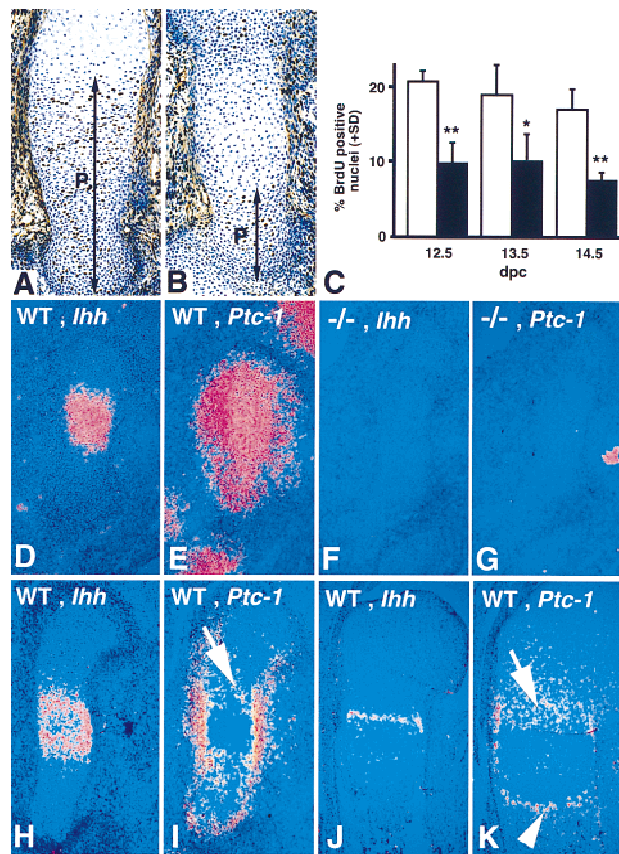 P
A
P
B
% BrdU positive
nuclei (+SD)
20
10
0
**
*
**
12.5 13.5 14.5
dpc
C
WT , Ihh
D
WT , Ptc-1
E
-/- , Ihh
F
-/- , Ptc-1
G
WT , Ihh
H
WT , Ptc-1
I
WT , Ihh
J
WT , Ptc-1
K